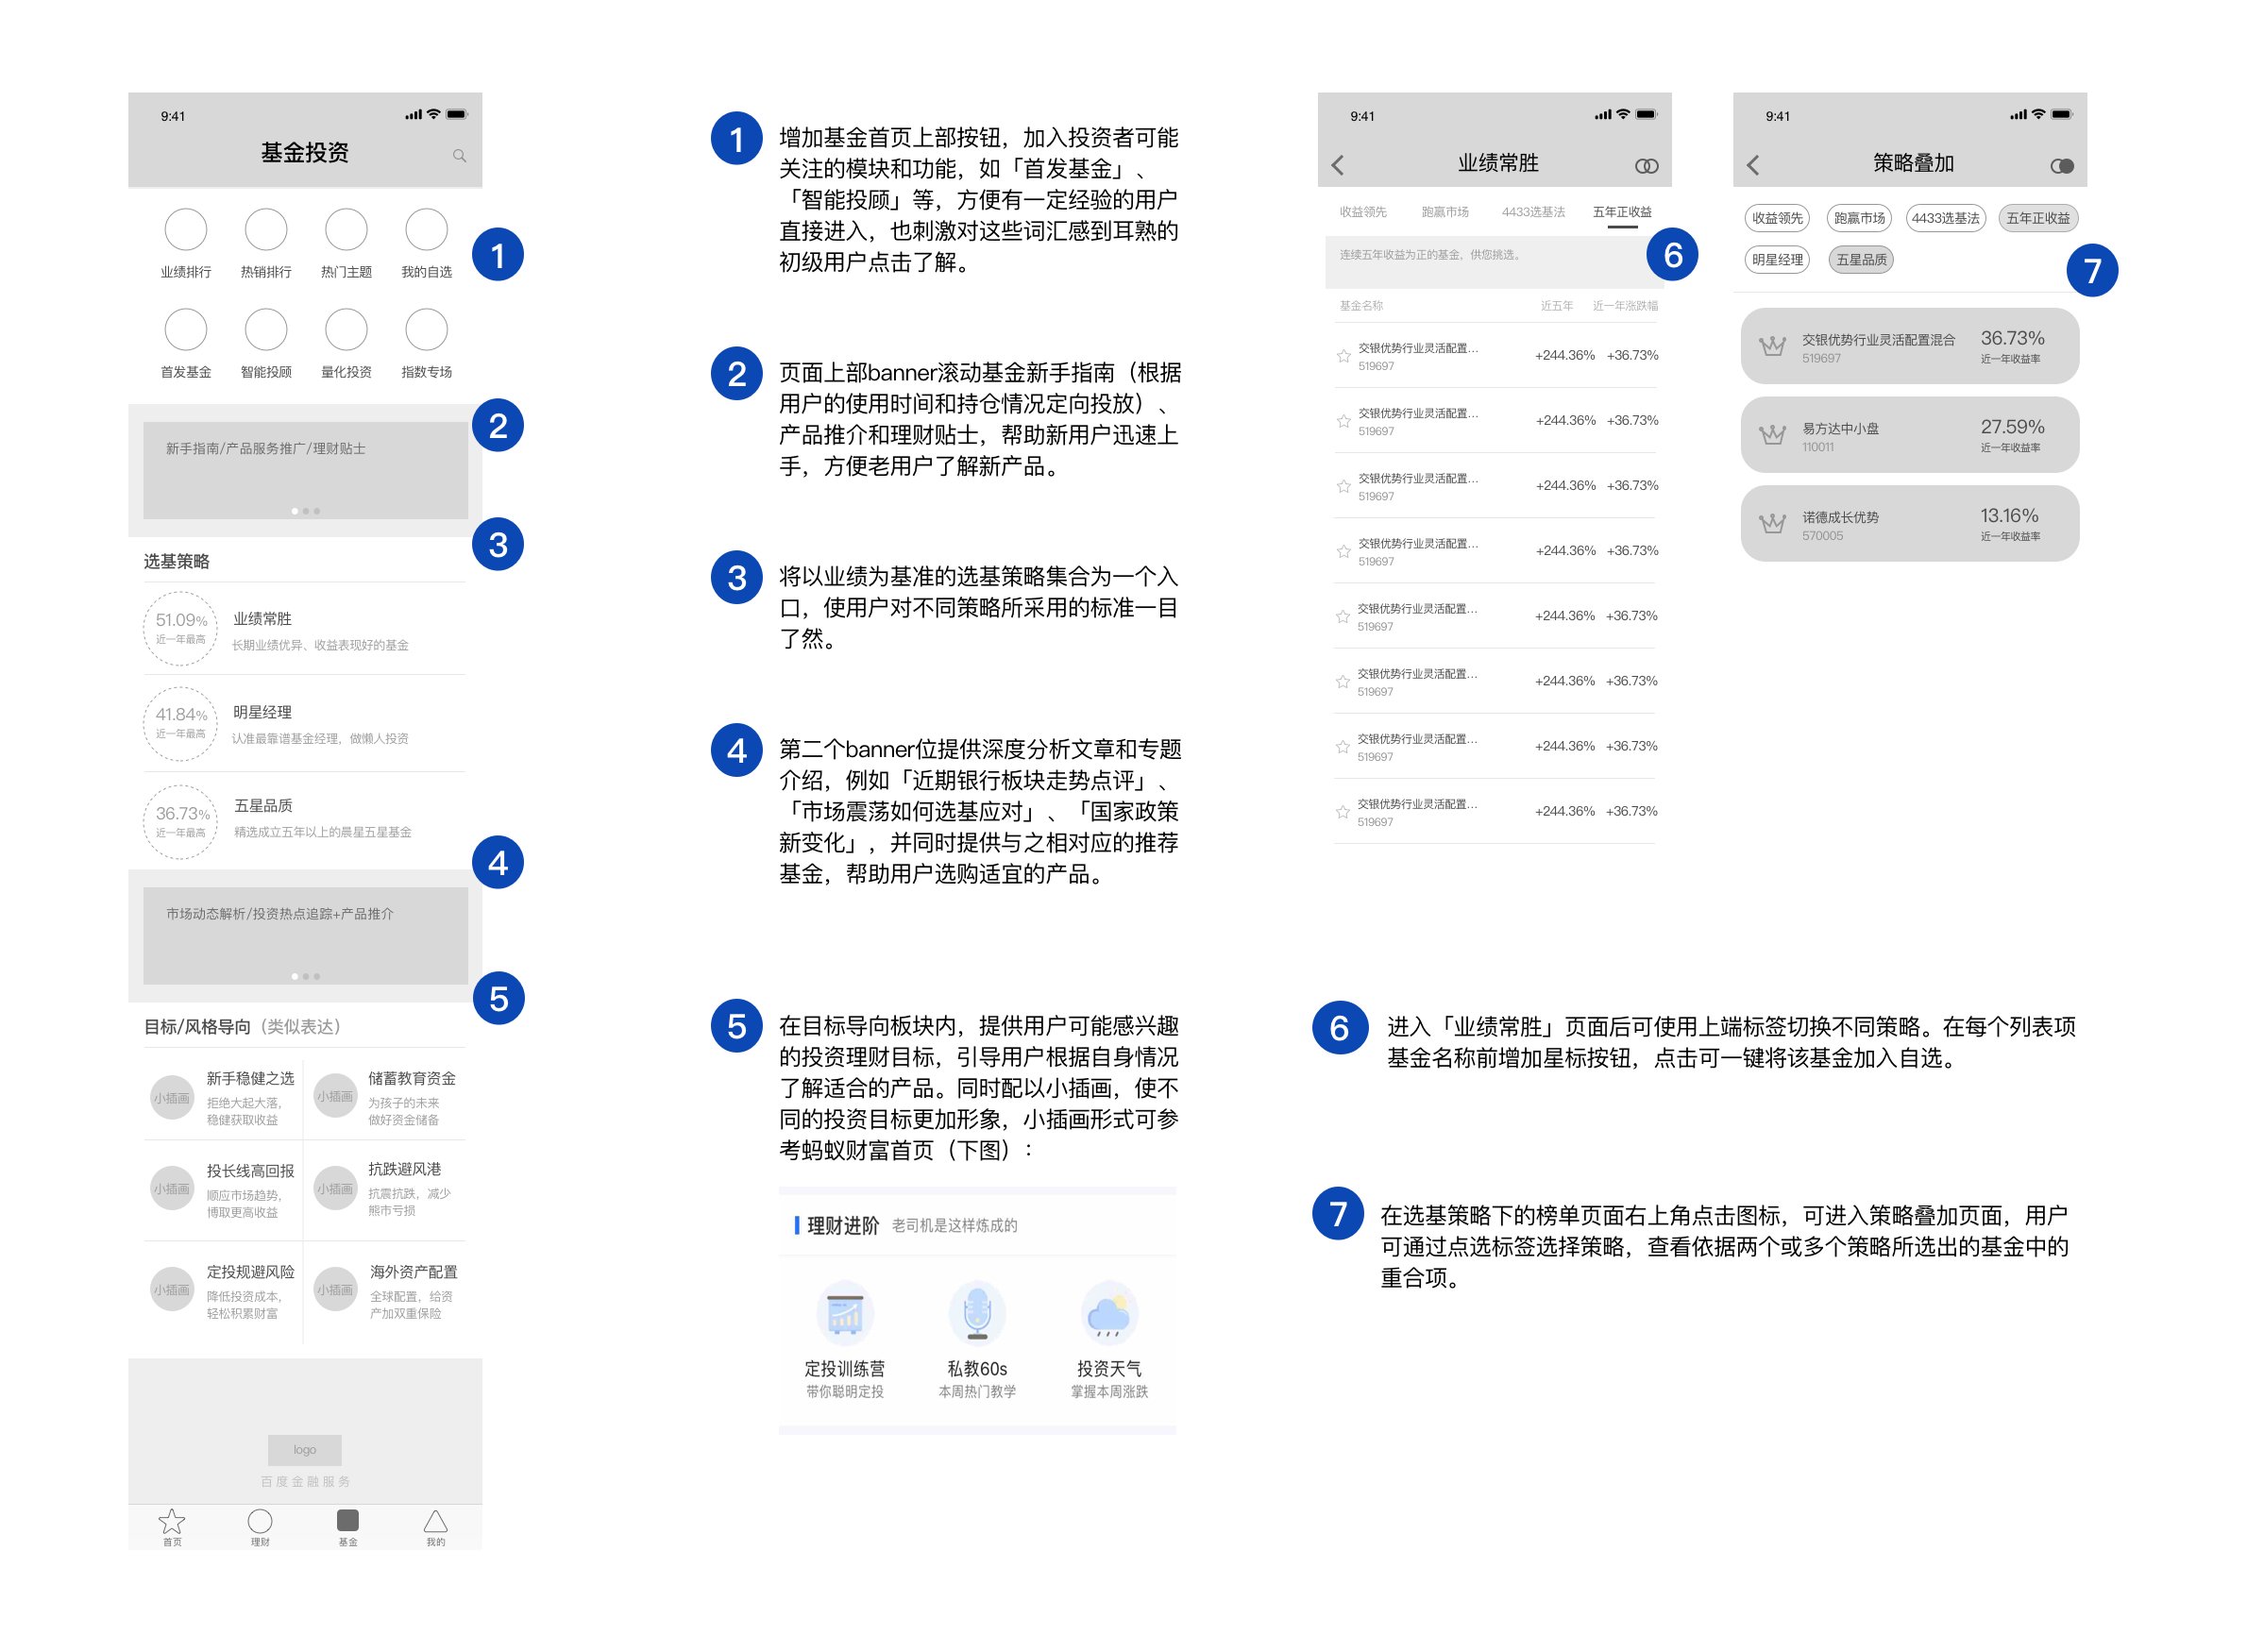 9:41
基金投资
业绩排行 热销排行 热门主题 我的自选
1
首发基金 智能投顾 量化投资 指数专场
2
新手指南/产品服务推广/理财贴士
3
选基策略
51.09%
近一年最高
业绩常胜
长期业绩优异、收益表现好的基金
41.84%
近一年最高
明星经理
认准最靠谱基金经理，做懒人投资
36.73%
近一年最高
五星品质
精选成立五年以上的晨星五星基金
4
市场动态解析/投资热点追踪+产品推介
5
目标/风格导向（类似表达）
小插画
新手稳健之选
拒绝大起大落，
稳健获取收益
小插画
储蓄教育资金
为孩子的未来
做好资金储备
小插画
投长线高回报
顺应市场趋势，
博取更高收益
小插画
抗跌避风港
抗震抗跌，减少
熊市亏损
小插画
定投规避风险
降低投资成本，
轻松积累财富
小插画
海外资产配置
全球配置，给资
产加双重保险
logo
百度金融服务
首页 理财 基金 我的
1
增加基金首页上部按钮，加入投资者可能
关注的模块和功能，如「首发基金」、
「智能投顾」等，方便有一定经验的用户
直接进入，也刺激对这些词汇感到耳熟的
初级用户点击了解。
2
页面上部banner滚动基金新手指南（根据
用户的使用时间和持仓情况定向投放）、
产品推介和理财贴士，帮助新用户迅速上
手，方便老用户了解新产品。
3
将以业绩为基准的选基策略集合为一个入
口，使用户对不同策略所采用的标准一目
了然。
4
第二个banner位提供深度分析文章和专题
介绍，例如「近期银行板块走势点评」、
「市场震荡如何选基应对」、「国家政策
新变化」，并同时提供与之相对应的推荐
基金，帮助用户选购适宜的产品。
5
在目标导向板块内，提供用户可能感兴趣
的投资理财目标，引导用户根据自身情况
了解适合的产品。同时配以小插画，使不
同的投资目标更加形象，小插画形式可参
考蚂蚁财富首页（下图）：
理财进阶 老司机是这样炼成的
定投训练营 私教60s 投资天气
带你聪明定投 本周热门教学 掌握本周涨跌
9:41
业绩常胜
收益领先 跑赢市场 4433选基法 五年正收益
连续五年收益为正的基金，供您挑选。
6
基金名称 近五年 近一年涨跌幅
交银优势行业灵活配置... +244.36% +36.73%
519697
交银优势行业灵活配置... +244.36% +36.73%
519697
交银优势行业灵活配置... +244.36% +36.73%
519697
交银优势行业灵活配置... +244.36% +36.73%
519697
交银优势行业灵活配置... +244.36% +36.73%
519697
交银优势行业灵活配置... +244.36% +36.73%
519697
交银优势行业灵活配置... +244.36% +36.73%
519697
交银优势行业灵活配置... +244.36% +36.73%
519697
9:41
策略叠加
收益领先 跑赢市场 4433选基法 五年正收益
明星经理 五星品质
7
交银优势行业灵活配置混合 36.73%
519697 近一年收益率
易方达中小盘 27.59%
110011 近一年收益率
诺德成长优势 13.16%
570005 近一年收益率
6
进入「业绩常胜」页面后可使用上端标签切换不同策略。在每个列表项
基金名称前增加星标按钮，点击可一键将该基金加入自选。
7
在选基策略下的榜单页面右上角点击图标，可进入策略叠加页面，用户
可通过点选标签选择策略，查看依据两个或多个策略所选出的基金中的
重合项。